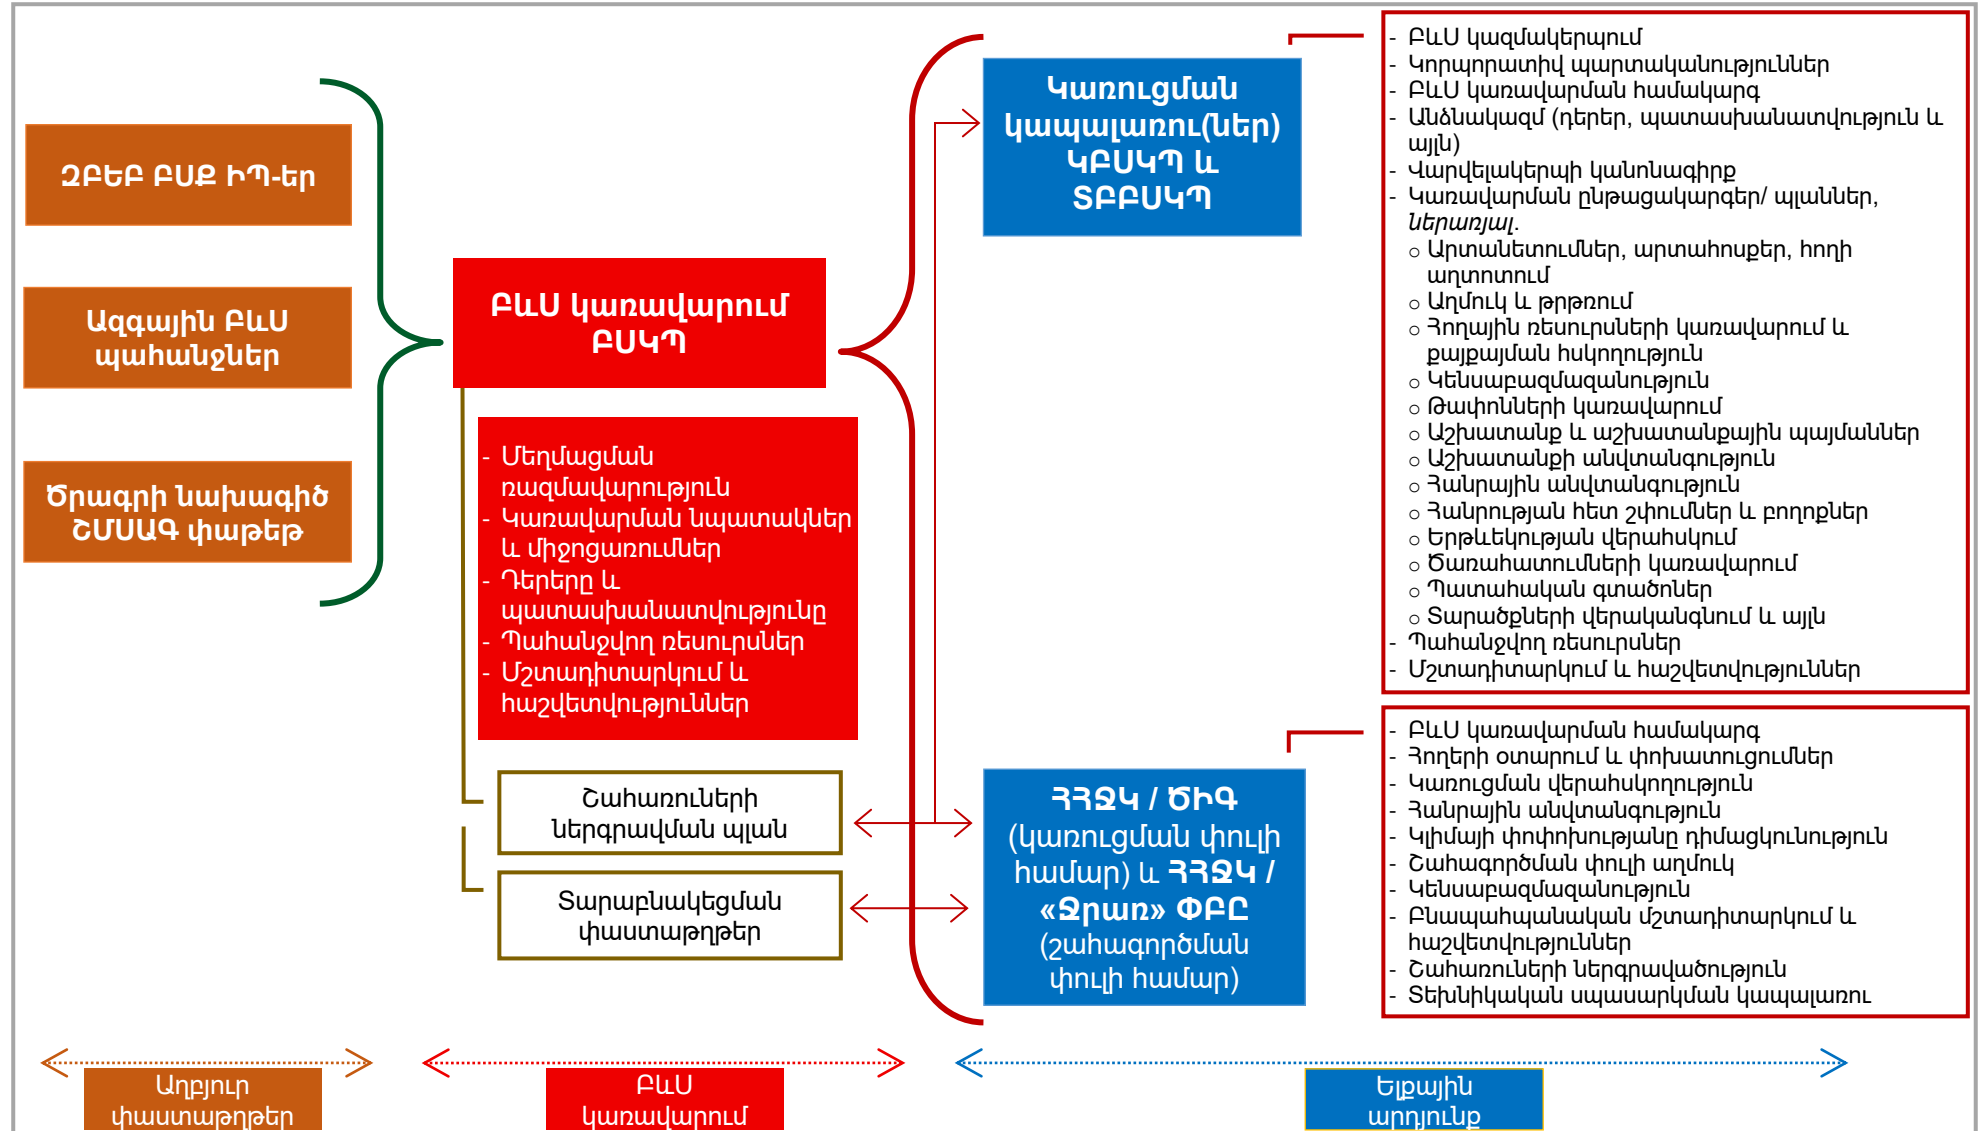 ԶԲԵԲ ԲՍՔ ԻՊ-եր
Ազգային ԲևՍ
պահանջներ
Ծրագրի նախագիծ
ՇՄՍԱԳ փաթեթ
ԲևՍ կառավարում
ԲՍԿՊ
- Մեղմացման
ռազմավարություն
- Կառավարման նպատակներ
և միջոցառումներ
- Դերերը և
պատասխանատվությունը
- Պահանջվող ռեսուրսներ
- Մշտադիտարկում և
հաշվետվություններ
Շահառուների
ներգրավման պլան
Տարաբնակեցման
փաստաթղթեր
Կառուցման
կապալառու(ներ)
ԿԲՍԿՊ և
ՏԲԲՍԿՊ
ՀՀՋԿ / ԾԻԳ
(կառուցման փուլի
համար) և ՀՀՋԿ /
«Ջրառ» ՓԲԸ
(շահագործման
փուլի համար)
- ԲևՍ կազմակերպում
- Կորպորատիվ պարտականություններ
- ԲևՍ կառավարման համակարգ
- Անձնակազմ (դերեր, պատասխանատվություն և
այլն)
- Վարվելակերպի կանոնագիրք
- Կառավարման ընթացակարգեր/ պլաններ,
ներառյալ.
o Արտանետումներ, արտահոսքեր, հողի
աղտոտում
o Աղմուկ և թրթռում
o Հողային ռեսուրսների կառավարում և
քայքայման հսկողություն
o Կենսաբազմազանություն
o Թափոնների կառավարում
o Աշխատանք և աշխատանքային պայմաններ
o Աշխատանքի անվտանգություն
o Հանրային անվտանգություն
o Հանրության հետ շփումներ և բողոքներ
o Երթևեկության վերահսկում
o Ծառահատումների կառավարում
o Պատահական գտածոներ
o Տարածքների վերականգնում և այլն
- Պահանջվող ռեսուրսներ
- Մշտադիտարկում և հաշվետվություններ
- ԲևՍ կառավարման համակարգ
- Հողերի օտարում և փոխատուցումներ
- Կառուցման վերահսկողություն
- Հանրային անվտանգություն
- Կլիմայի փոփոխությանը դիմացկունություն
- Շահագործման փուլի աղմուկ
- Կենսաբազմազանություն
- Բնապահպանական մշտադիտարկում և
հաշվետվություններ
- Շահառուների ներգրավածություն
- Տեխնիկական սպասարկման կապալառու
Աղբյուր
փաստաթղթեր
ԲևՍ
կառավարում
Ելքային
արդյունք